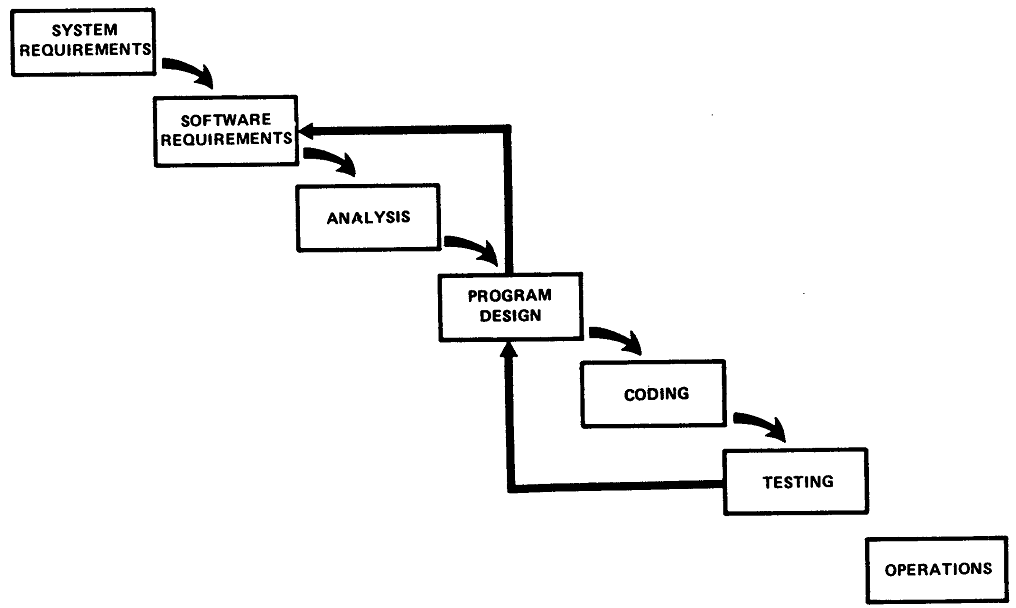 SYSTEM
REQUIREMENTS
SOFTWARE
REQUIREMENTS
ANALYSIS
PROGRAM
DESIGN
CODING
TESTING
OPERATIONS